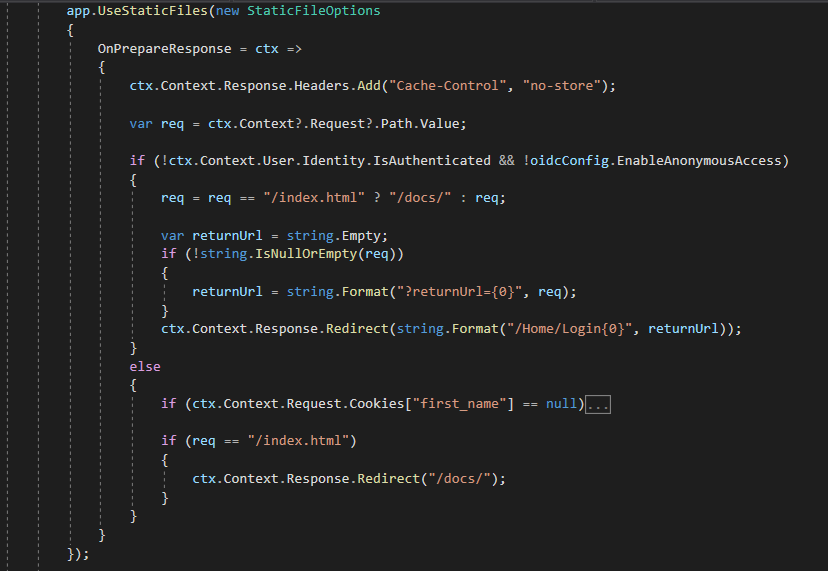 app.UseStaticFiles(new StaticFileOptions
{
    OnPrepareResponse = ctx =>
    {
        ctx.Context.Response.Headers.Add("Cache-Control", "no-store");

        var req = ctx.Context?.Request?.Path.Value;

        if (!ctx.Context.User.Identity.IsAuthenticated && !oidcConfig.EnableAnonymousAccess)
        {
            req = req == "/index.html" ? "/docs/" : req;

            var returnUrl = string.Empty;
            if (!string.IsNullOrEmpty(req))
            {
                returnUrl = string.Format("?returnUrl={0}", req);
            }
            ctx.Context.Response.Redirect(string.Format("/Home/Login{0}", returnUrl));
        }
        else
        {
            if (ctx.Context.Request.Cookies["first_name"] == null)...

            if (req == "/index.html")
            {
                ctx.Context.Response.Redirect("/docs/");
            }
        }
    }
});